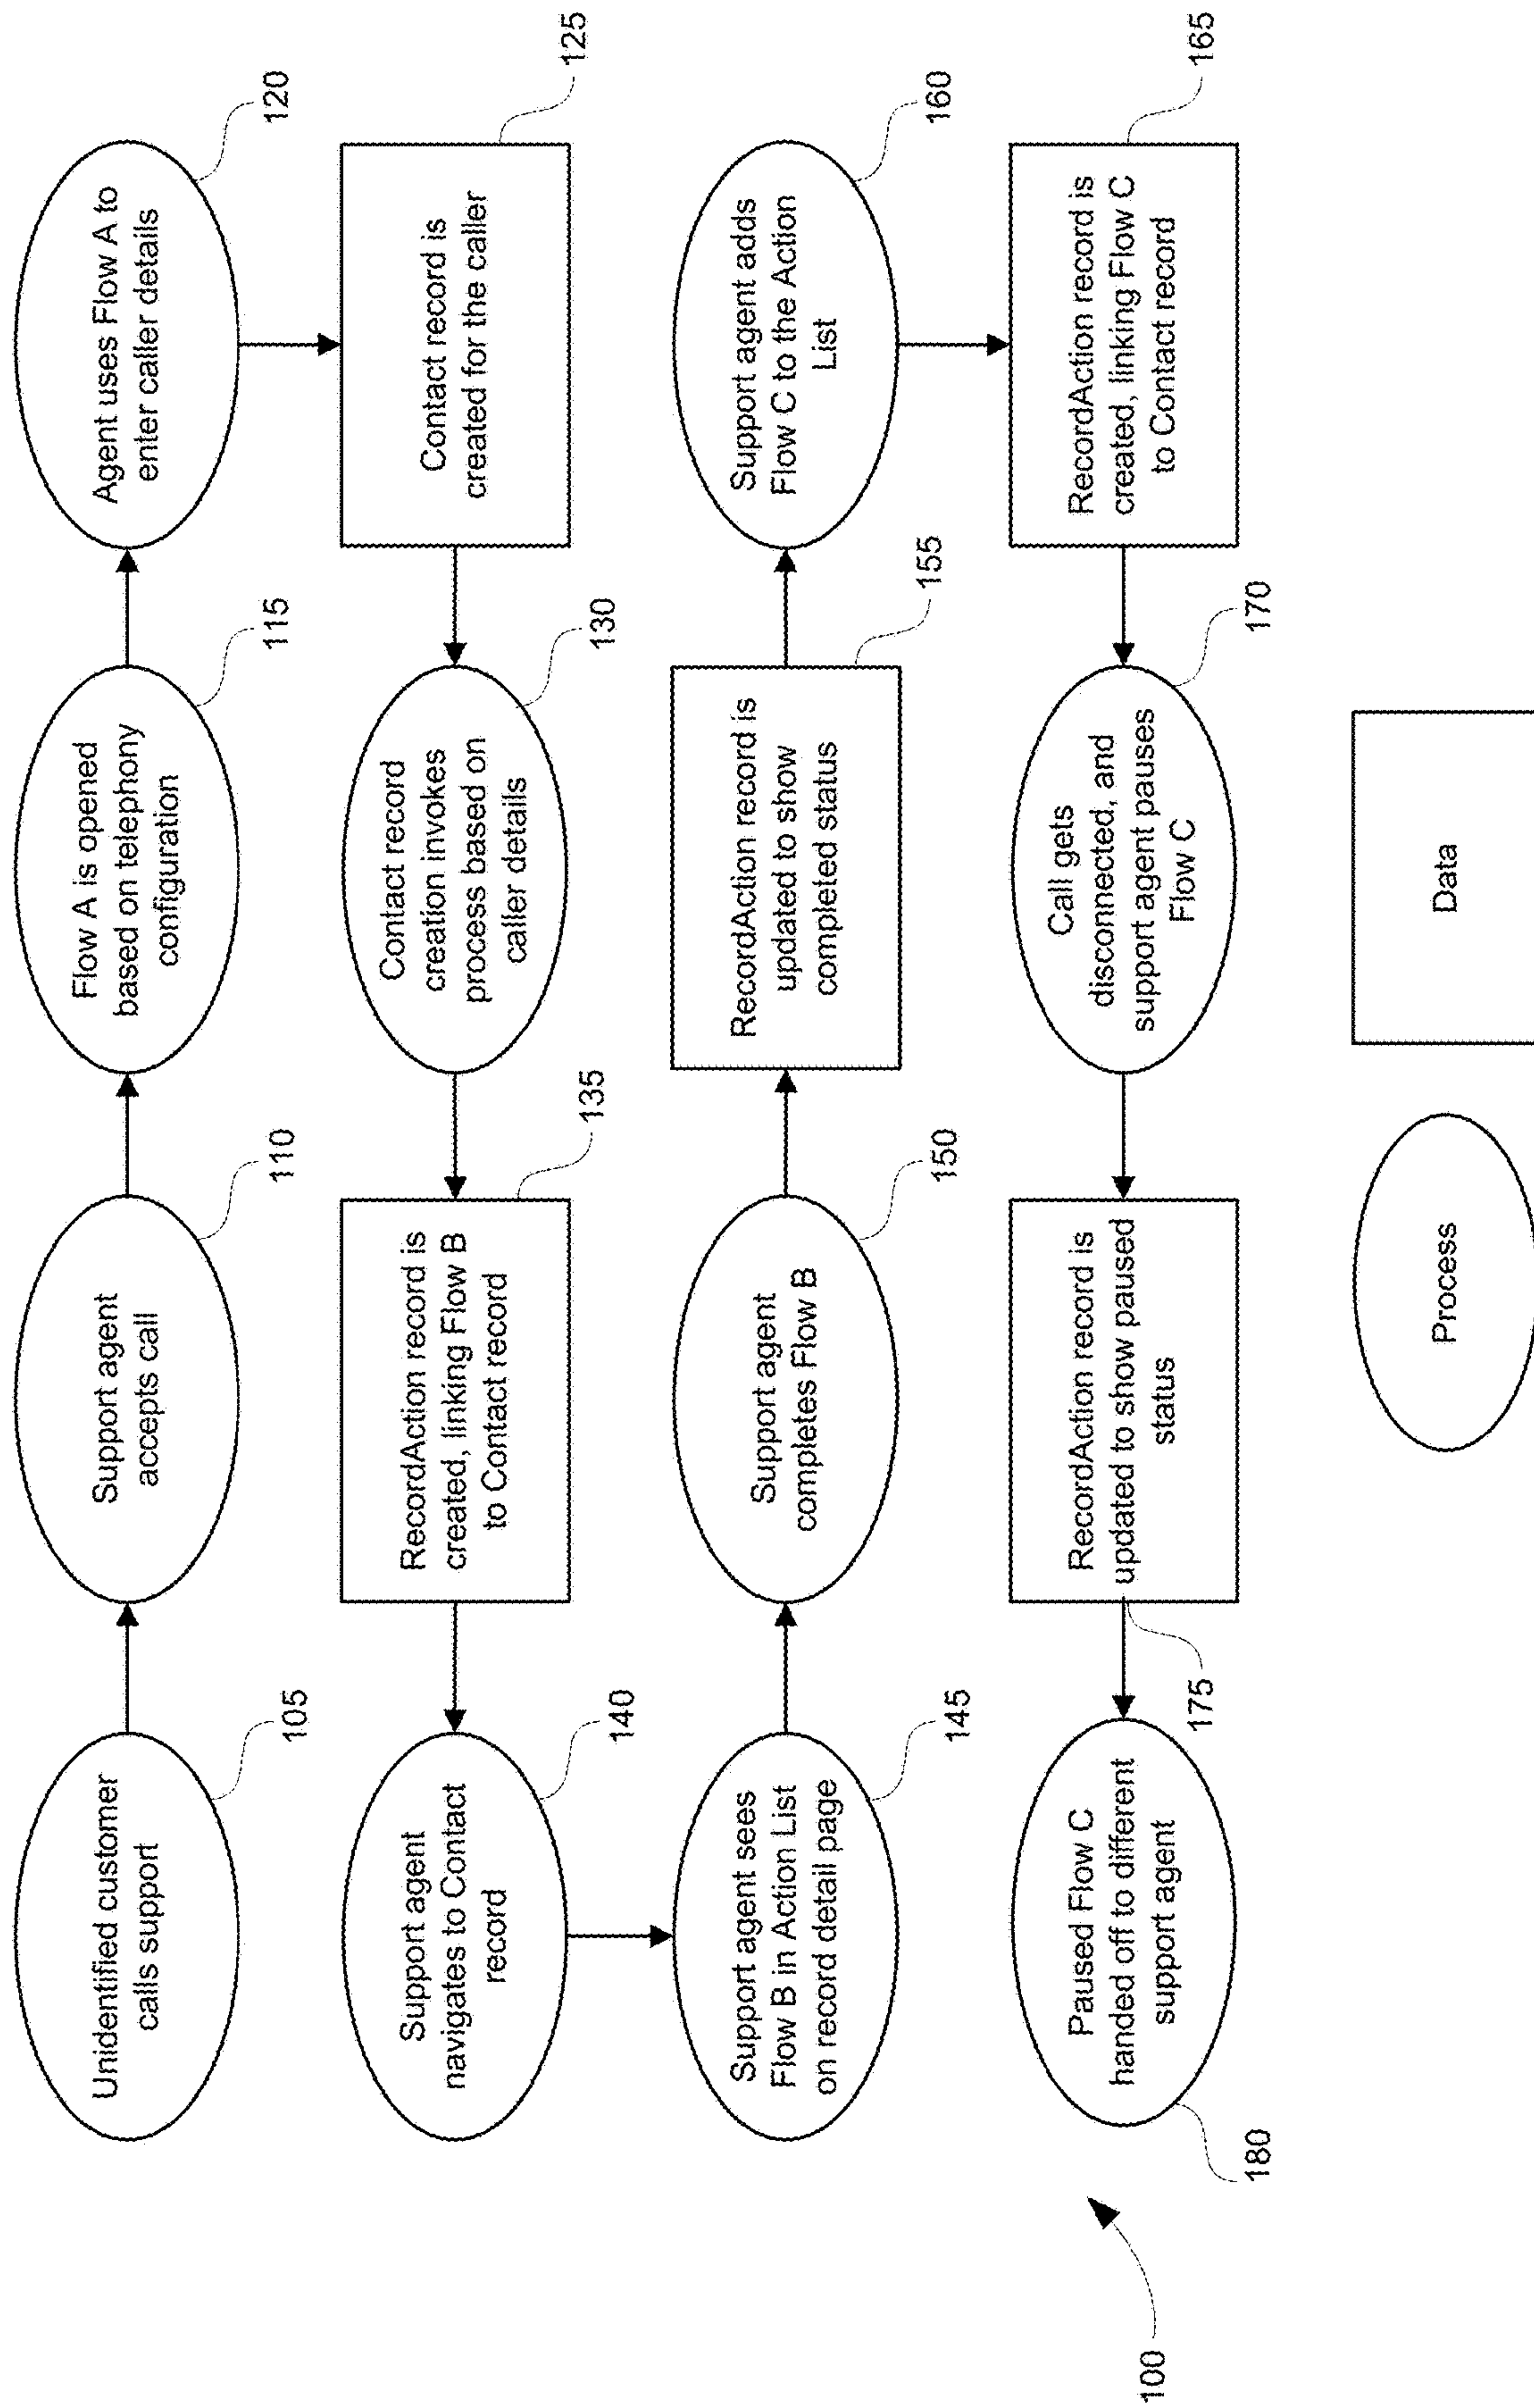 Unidentified customer
calls support
105
Support agent
accepts call
110
Flow A is opened
based on telephony
configuration
115
Agent uses Flow A to
enter caller details
120
Contact record is
created for the caller
125
Contact record
creation invokes
process based on
caller details
130
RecordAction record is
created, linking Flow B
to Contact record
135
Support agent
navigates to Contact
record
140
Support agent sees
Flow B in Action List
on record detail page
145
Support agent
completes Flow B
150
RecordAction record is
updated to show
completed status
155
Support agent adds
Flow C to the Action
List
160
RecordAction record is
created, linking Flow C
to Contact record
165
Call gets
disconnected, and
support agent pauses
Flow C
170
RecordAction record is
updated to show paused
status
175
Paused Flow C
handed off to different
support agent
180
100
Process
Data